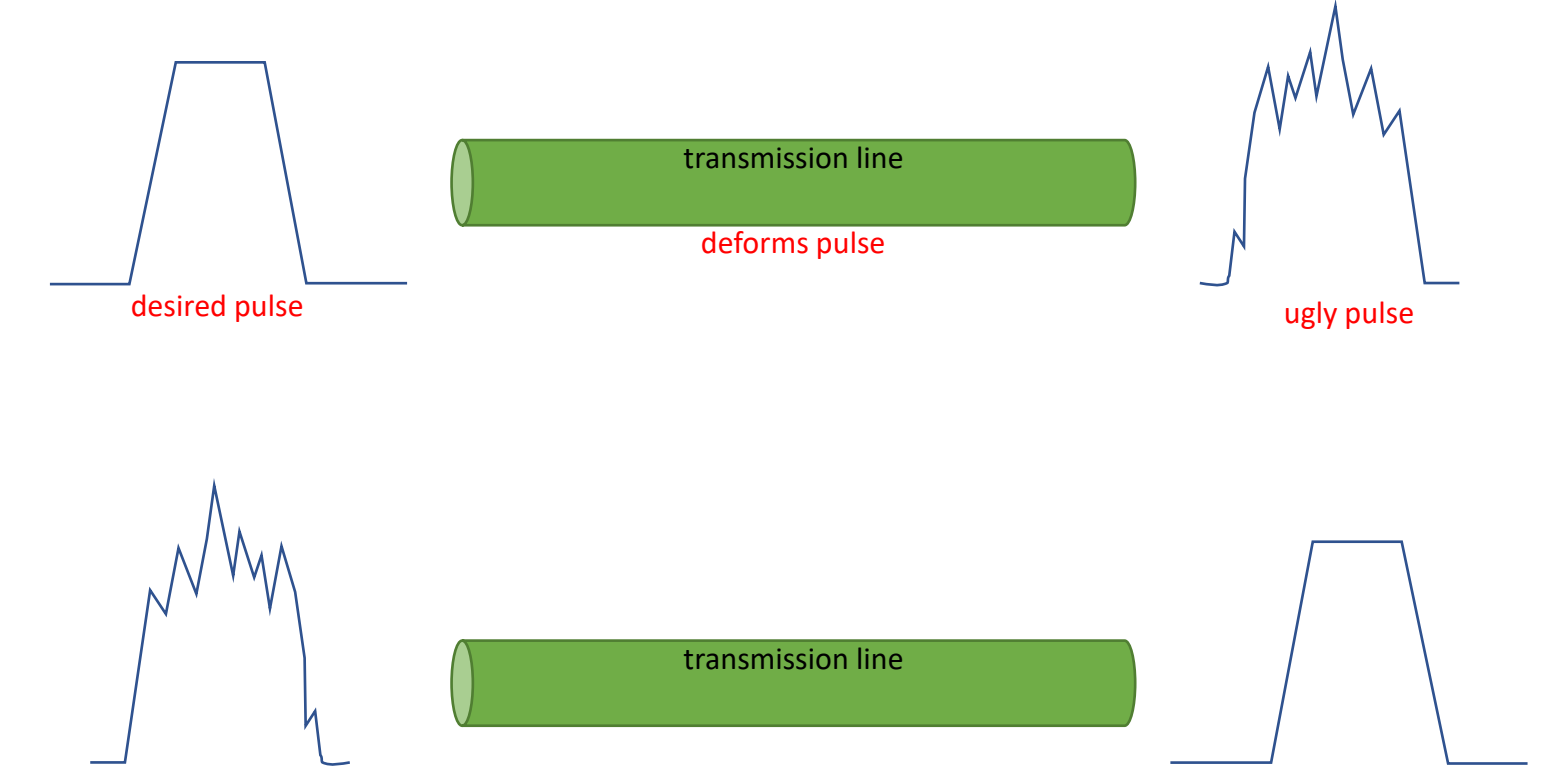 transmission line
deforms pulse
desired pulse
ugly pulse
transmission line